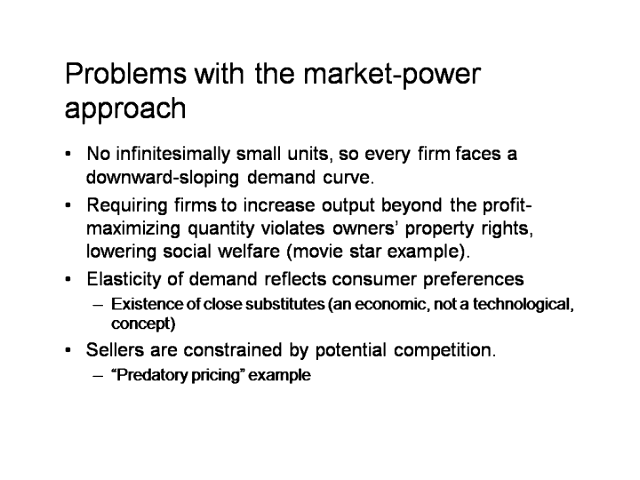 Problems with the market-power
approach
• No infinitesimally small units, so every firm faces a
downward-sloping demand curve.
• Requiring firms to increase output beyond the profit-
maximizing quantity violates owners’ property rights,
lowering social welfare (movie star example).
• Elasticity of demand reflects consumer preferences
– Existence of close substitutes (an economic, not a technological,
concept)
• Sellers are constrained by potential competition.
– “Predatory pricing” example